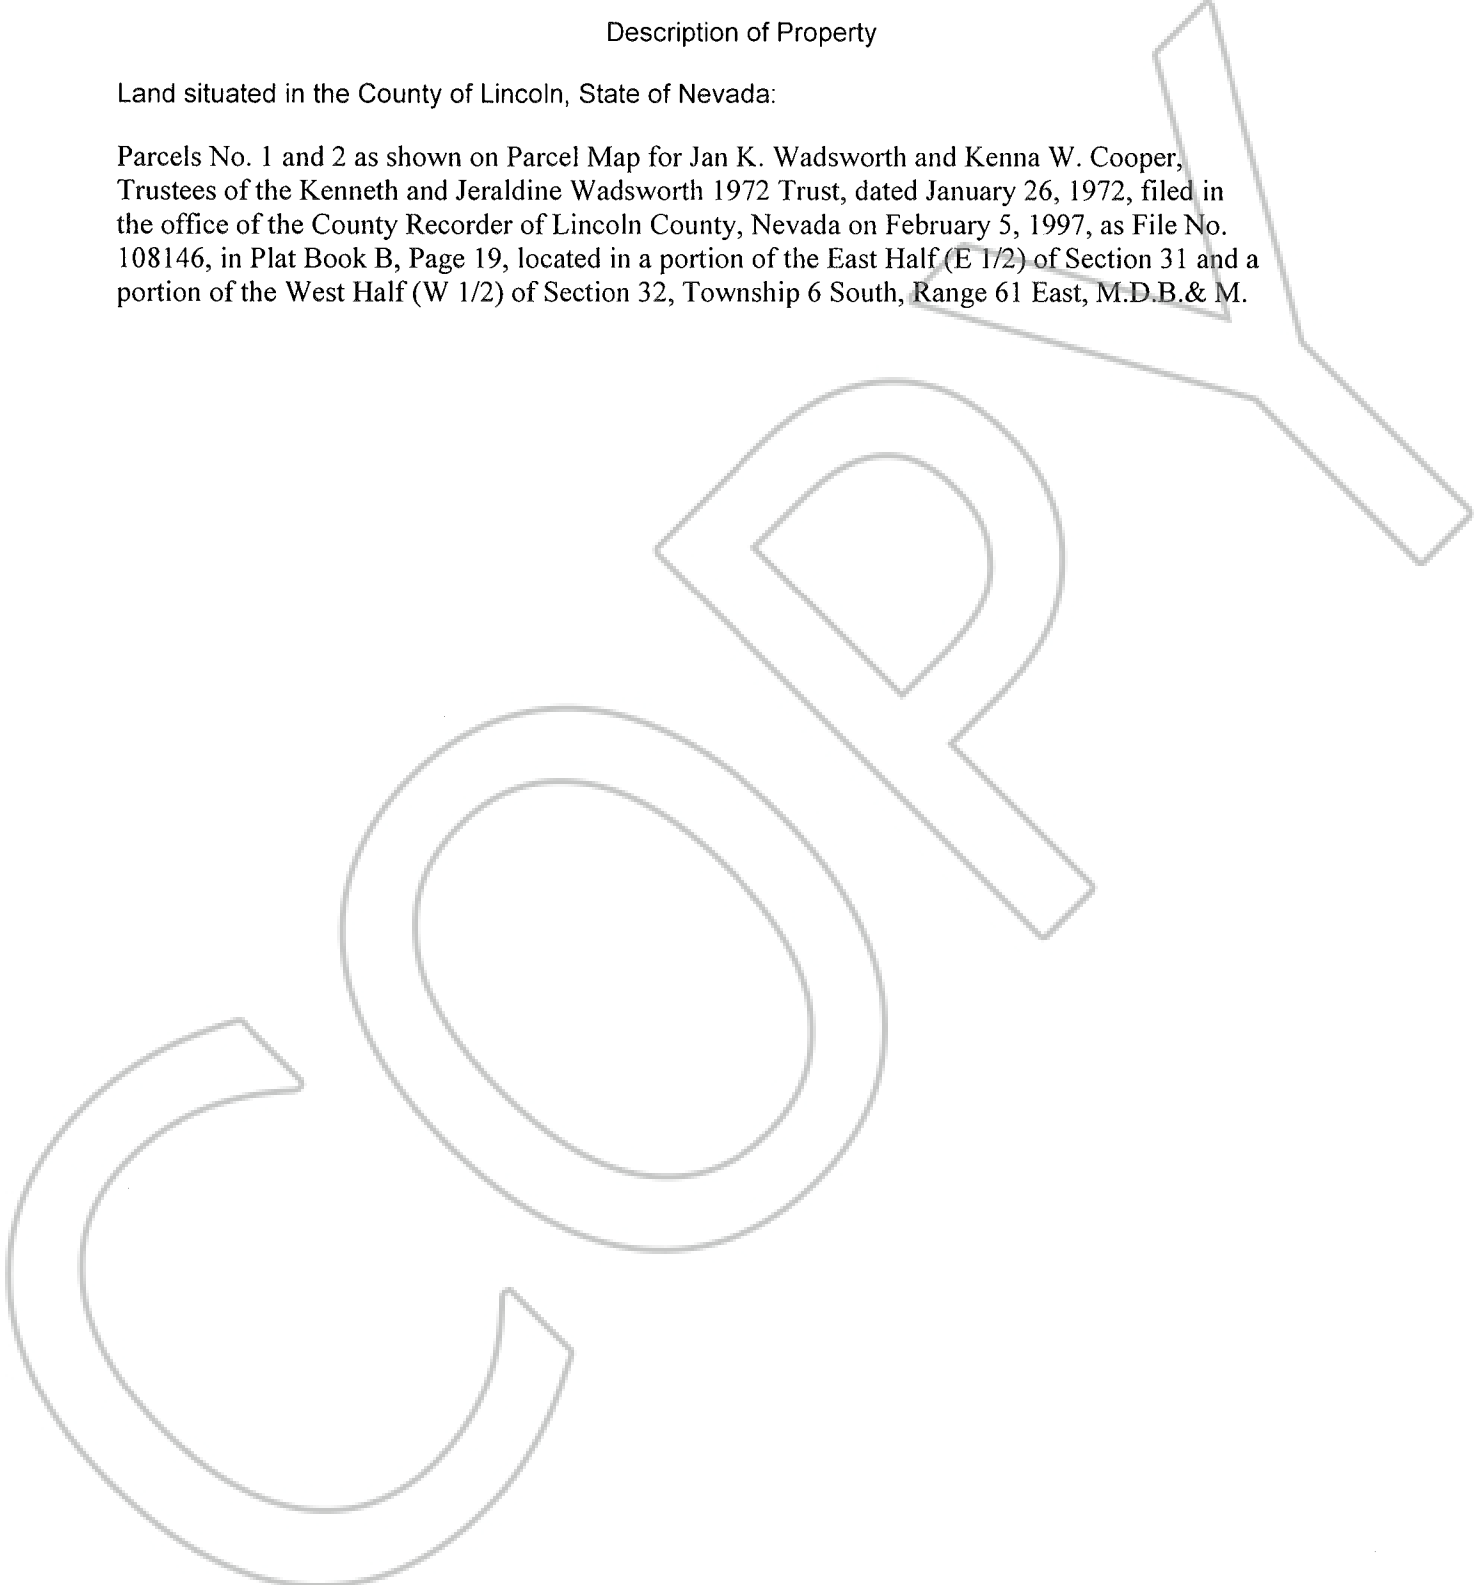 Description of Property
Land situated in the County of Lincoln, State of Nevada:
Parcels No. 1 and 2 as shown on Parcel Map for Jan K. Wadsworth and Kenna W. Cooper,
Trustees of the Kenneth and Jeraldine Wadsworth 1972 Trust, dated January 26, 1972, filed in
the office of the County Recorder of Lincoln County, Nevada on February 5, 1997, as File No.
108146, in Plat Book B, Page 19, located in a portion of the East Half (E 1/2) of Section 31 and a
portion of the West Half (W 1/2) of Section 32, Township 6 South, Range 61 East, M.D.B.& M.
COPY